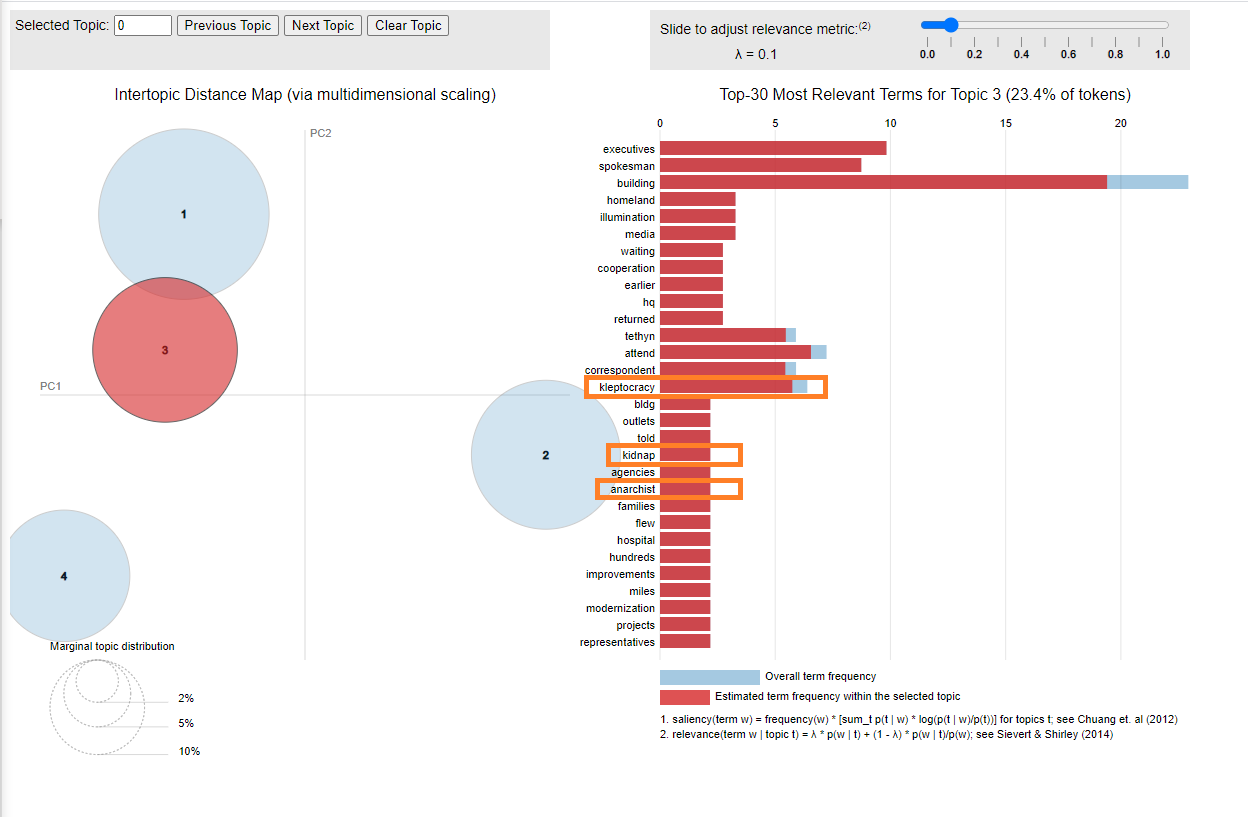 Selected Topic: 0 Previous Topic Next Topic Clear Topic
Slide to adjust relevance metric:(2)
λ = 0.1
0.0 0.2 0.4 0.6 0.8 1.0
Intertopic Distance Map (via multidimensional scaling)
PC2
PC1
1
3
2
4
Marginal topic distribution
2%
5%
10%
Top-30 Most Relevant Terms for Topic 3 (23.4% of tokens)
0 5 10 15 20
executives
spokesman
building
homeland
illumination
media
waiting
cooperation
earlier
hq
returned
tethyn
attend
correspondent
kleptocracy
bldg
outlets
told
kidnap
agencies
anarchist
families
flew
hospital
hundreds
improvements
miles
modernization
projects
representatives
Overall term frequency
Estimated term frequency within the selected topic
1. saliency(term w) = frequency(w) * [sum_t p(t | w) * log(p(t | w)/p(t))] for topics t; see Chuang et. al (2012)
2. relevance(term w | topic t) = λ * p(w | t) + (1 - λ) * p(w | t)/p(w); see Sievert & Shirley (2014)